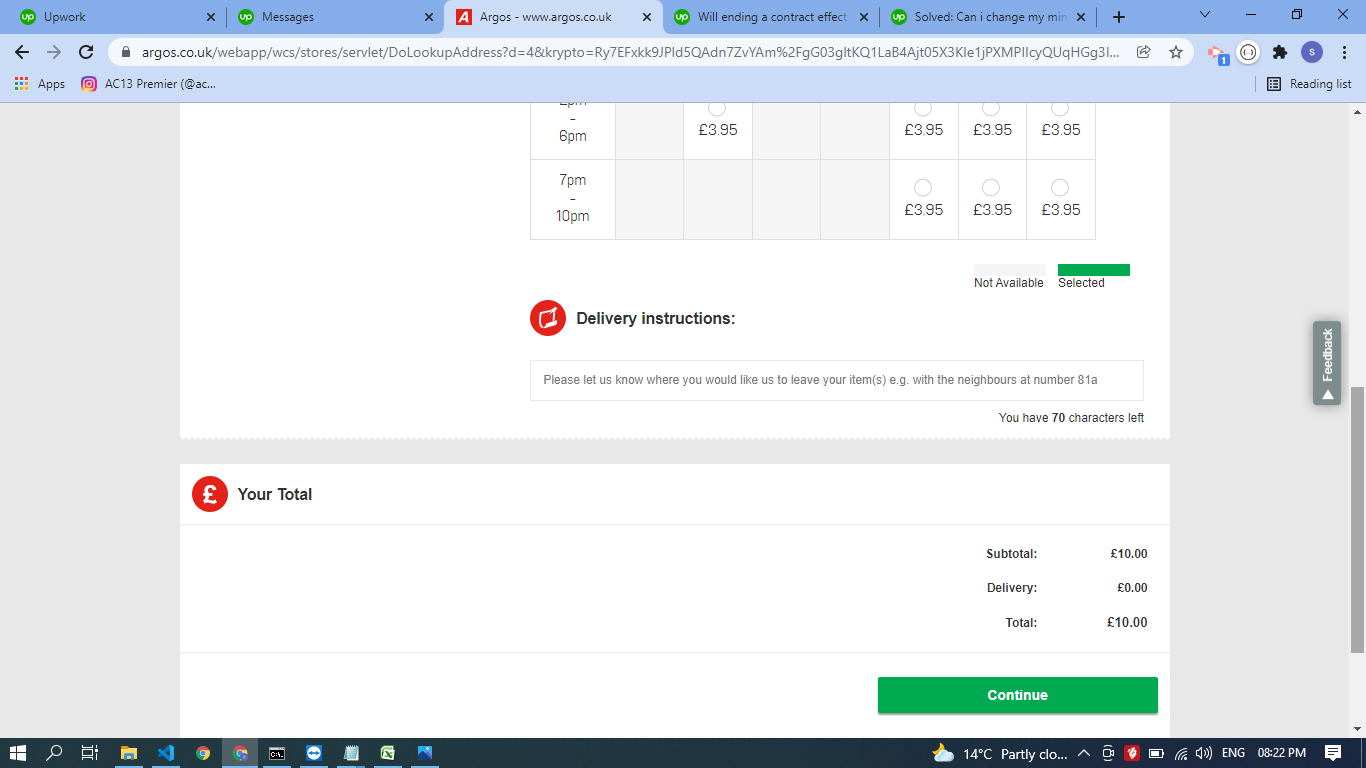 Upwork
Messages
Argos - www.argos.co.uk
Will ending a contract effect
Solved: Can i change my min
argos.co.uk/webapp/wcs/stores/servlet/DoLookupAddress?d=4&krypto=
Apps
AC13 Premier (@ac...
Reading list
6pm
£3.95 £3.95 £3.95 £3.95
7pm
-
10pm
£3.95 £3.95 £3.95
Not Available Selected
Delivery instructions:
Please let us know where you would like us to leave your item(s) e.g. with the neighbours at number 81a
You have 70 characters left
Feedback
£ Your Total
Subtotal: £10.00
Delivery: £0.00
Total: £10.00
Continue
14°C Partly clo... ENG 08:22 PM